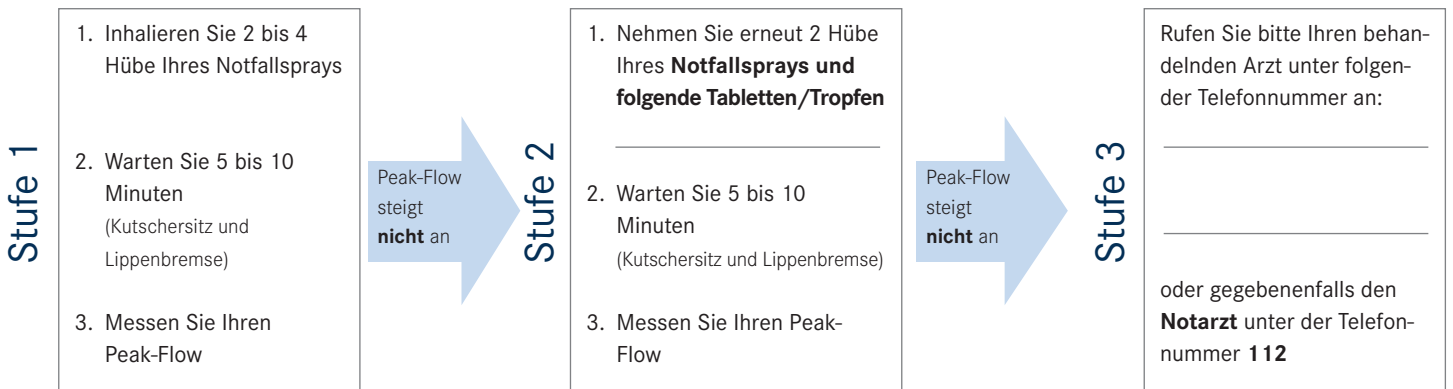 Stufe 1
1. Inhalieren Sie 2 bis 4
Hübe Ihres Notfallsprays
2. Warten Sie 5 bis 10
Minuten
(Kutschersitz und
Lippenbremse)
3. Messen Sie Ihren
Peak-Flow
Peak-Flow
steigt
nicht an
Stufe 2
1. Nehmen Sie erneut 2 Hübe
Ihres Notfallsprays und
folgende Tabletten/Tropfen
2. Warten Sie 5 bis 10
Minuten
(Kutschersitz und Lippenbremse)
3. Messen Sie Ihren Peak-
Flow
Peak-Flow
steigt
nicht an
Stufe 3
Rufen Sie bitte Ihren behan-
delnden Arzt unter folgen-
der Telefonnummer an:
oder gegebenenfalls den
Notarzt unter der Telefon-
nummer 112